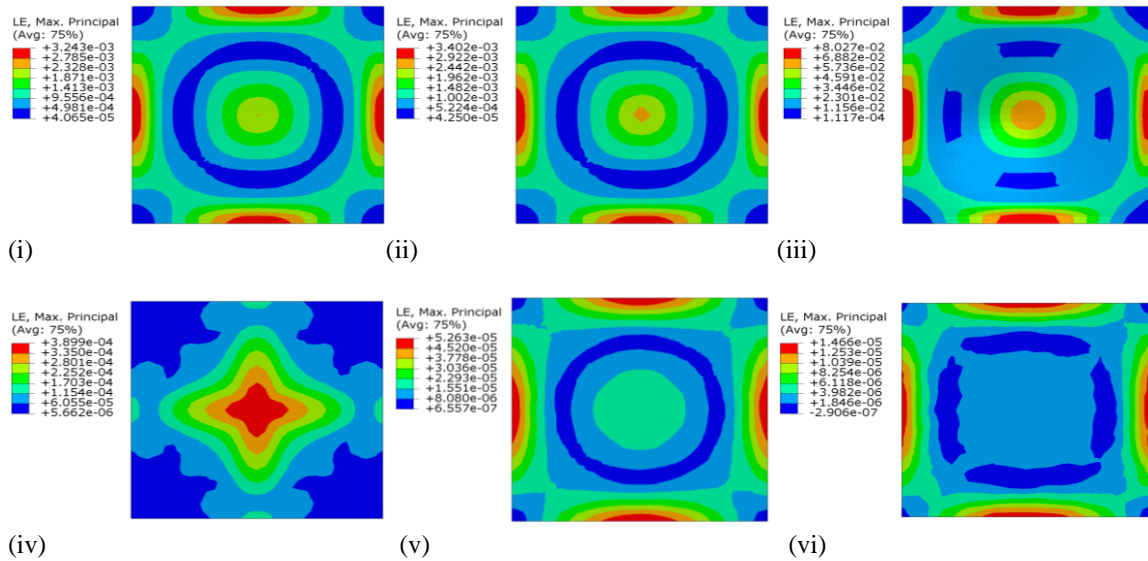 LE, Max. Principal
(Avg: 75%)
+3.243e-03
+2.785e-03
+2.328e-03
+1.871e-03
+1.413e-03
+9.556e-04
+4.981e-04
+4.065e-05
(i)
LE, Max. Principal
(Avg: 75%)
+3.402e-03
+2.922e-03
+2.442e-03
+1.962e-03
+1.482e-03
+1.002e-03
+5.224e-04
+4.250e-05
(ii)
LE, Max. Principal
(Avg: 75%)
+8.027e-02
+6.882e-02
+5.736e-02
+4.591e-02
+3.446e-02
+2.301e-02
+1.156e-02
+1.117e-04
(iii)
LE, Max. Principal
(Avg: 75%)
+3.899e-04
+3.350e-04
+2.801e-04
+2.252e-04
+1.703e-04
+1.154e-04
+6.055e-05
+5.662e-06
(iv)
LE, Max. Principal
(Avg: 75%)
+5.263e-05
+4.520e-05
+3.778e-05
+3.036e-05
+2.293e-05
+1.551e-05
+8.080e-06
+6.557e-07
(v)
LE, Max. Principal
(Avg: 75%)
+1.466e-05
+1.253e-05
+1.039e-05
+8.254e-06
+6.118e-06
+3.982e-06
+1.846e-06
-2.906e-07
(vi)